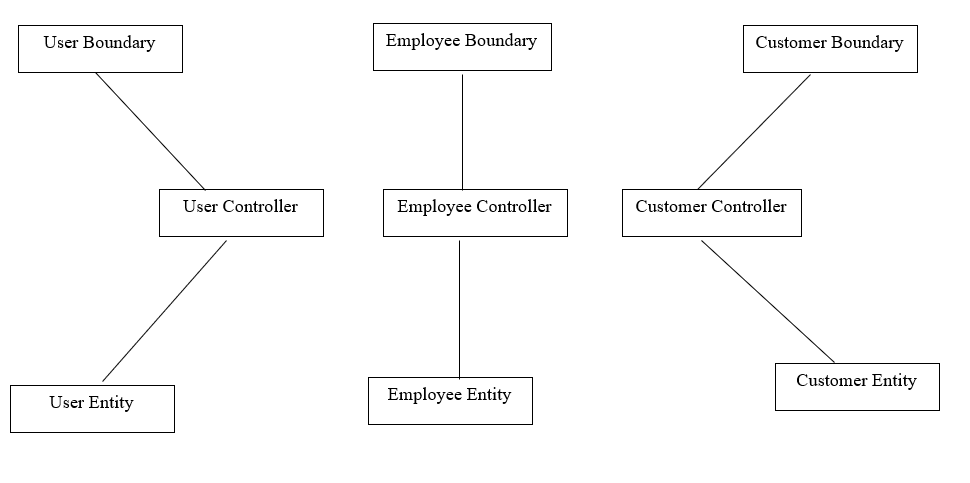 User Boundary
Employee Boundary
Customer Boundary
User Controller
Employee Controller
Customer Controller
User Entity
Employee Entity
Customer Entity